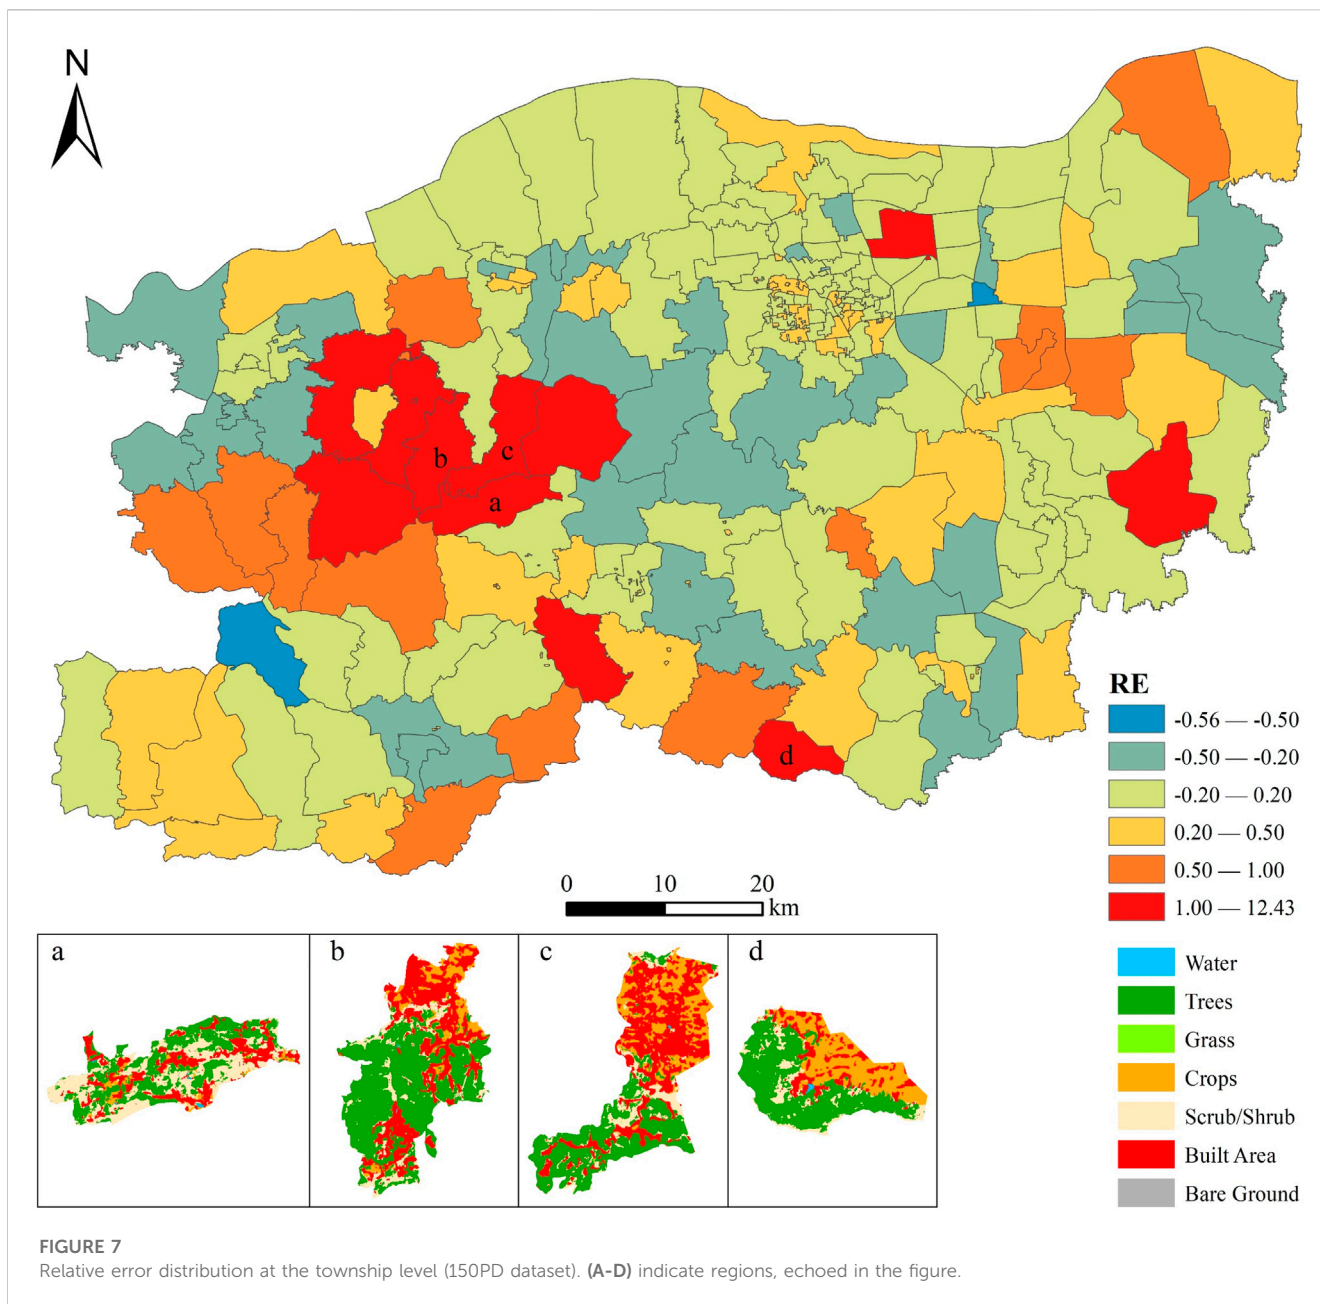 N
b
c
a
d
RE
-0.56 — -0.50
-0.50 — -0.20
-0.20 — 0.20
0.20 — 0.50
0.50 — 1.00
1.00 — 12.43
0 10 20
km
a
b
c
d
Water
Trees
Grass
Crops
Scrub/Shrub
Built Area
Bare Ground
FIGURE 7
Relative error distribution at the township level (150PD dataset). (A-D) indicate regions, echoed in the figure.